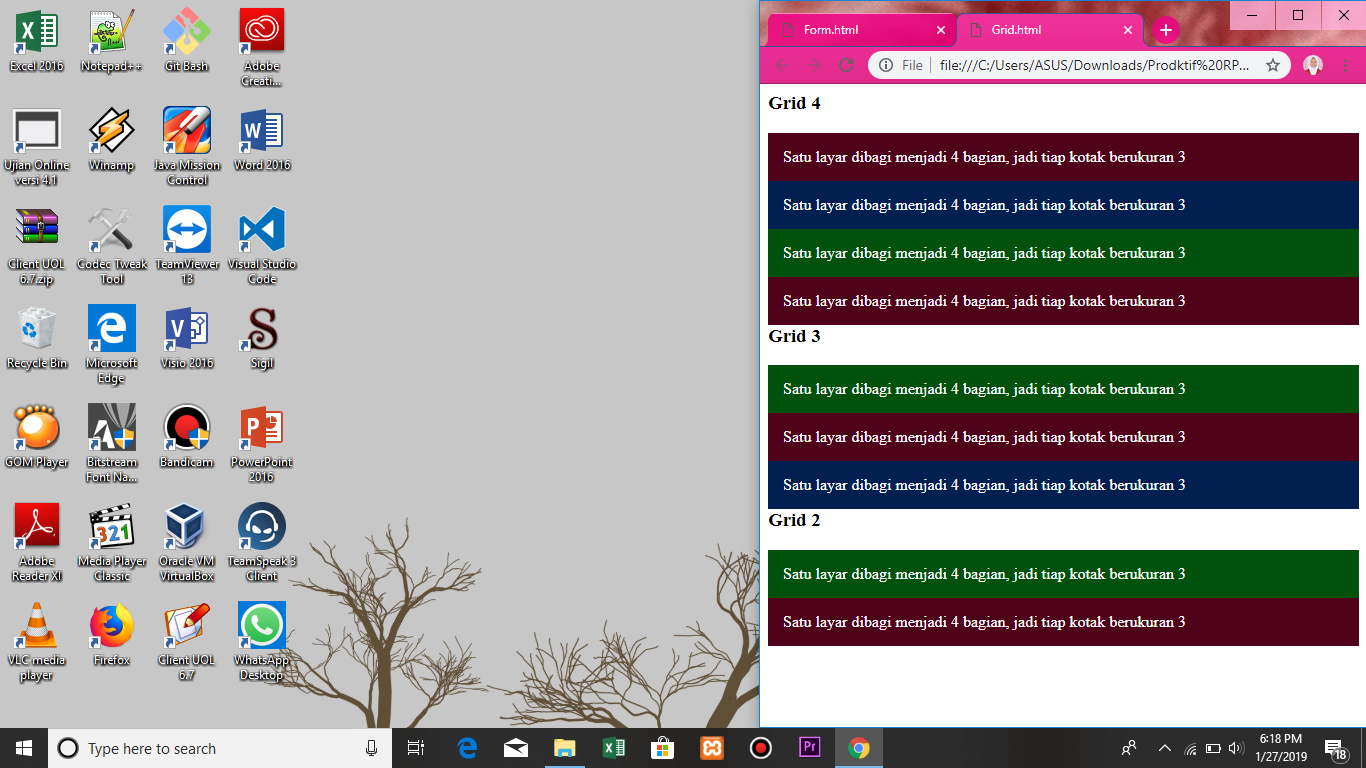 Excel 2016
Notepad++
Git Bash
Adobe
Creati...
Ujian Online
versi 4.1
Winamp
Java Mission
Control
Word 2016
Client UOL
6.7.zip
Codec Tweak
Tool
TeamViewer
13
Visual Studio
Code
Recycle Bin
Microsoft
Edge
Visio 2016
Sigil
GOM Player
Bitstream
Font Na...
Bandicam
PowerPoint
2016
Adobe
Reader XI
Media Player
Classic
Oracle VM
VirtualBox
TeamSpeak 3
Client
VLC media
player
Firefox
Client UOL
6.7
WhatsApp
Desktop
Form.html
Grid.html
File
file:///C:/Users/ASUS/Downloads/Prodktif%20RP...
Grid 4
Satu layar dibagi menjadi 4 bagian, jadi tiap kotak berukuran 3
Satu layar dibagi menjadi 4 bagian, jadi tiap kotak berukuran 3
Satu layar dibagi menjadi 4 bagian, jadi tiap kotak berukuran 3
Satu layar dibagi menjadi 4 bagian, jadi tiap kotak berukuran 3
Grid 3
Satu layar dibagi menjadi 4 bagian, jadi tiap kotak berukuran 3
Satu layar dibagi menjadi 4 bagian, jadi tiap kotak berukuran 3
Satu layar dibagi menjadi 4 bagian, jadi tiap kotak berukuran 3
Grid 2
Satu layar dibagi menjadi 4 bagian, jadi tiap kotak berukuran 3
Satu layar dibagi menjadi 4 bagian, jadi tiap kotak berukuran 3
Type here to search
Pr
6:18 PM
1/27/2019
18